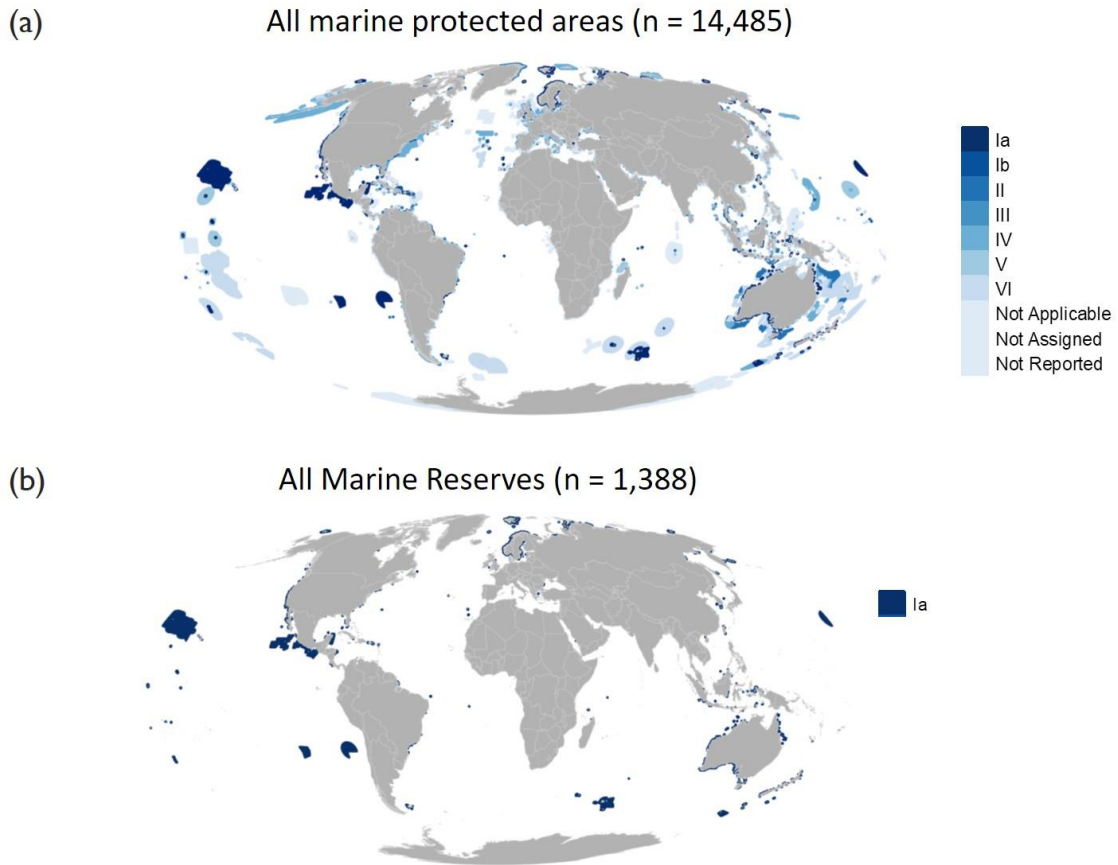 (a)
All marine protected areas (n = 14,485)
Ia
Ib
II
III
IV
V
VI
Not Applicable
Not Assigned
Not Reported
(b)
All Marine Reserves (n = 1,388)
Ia